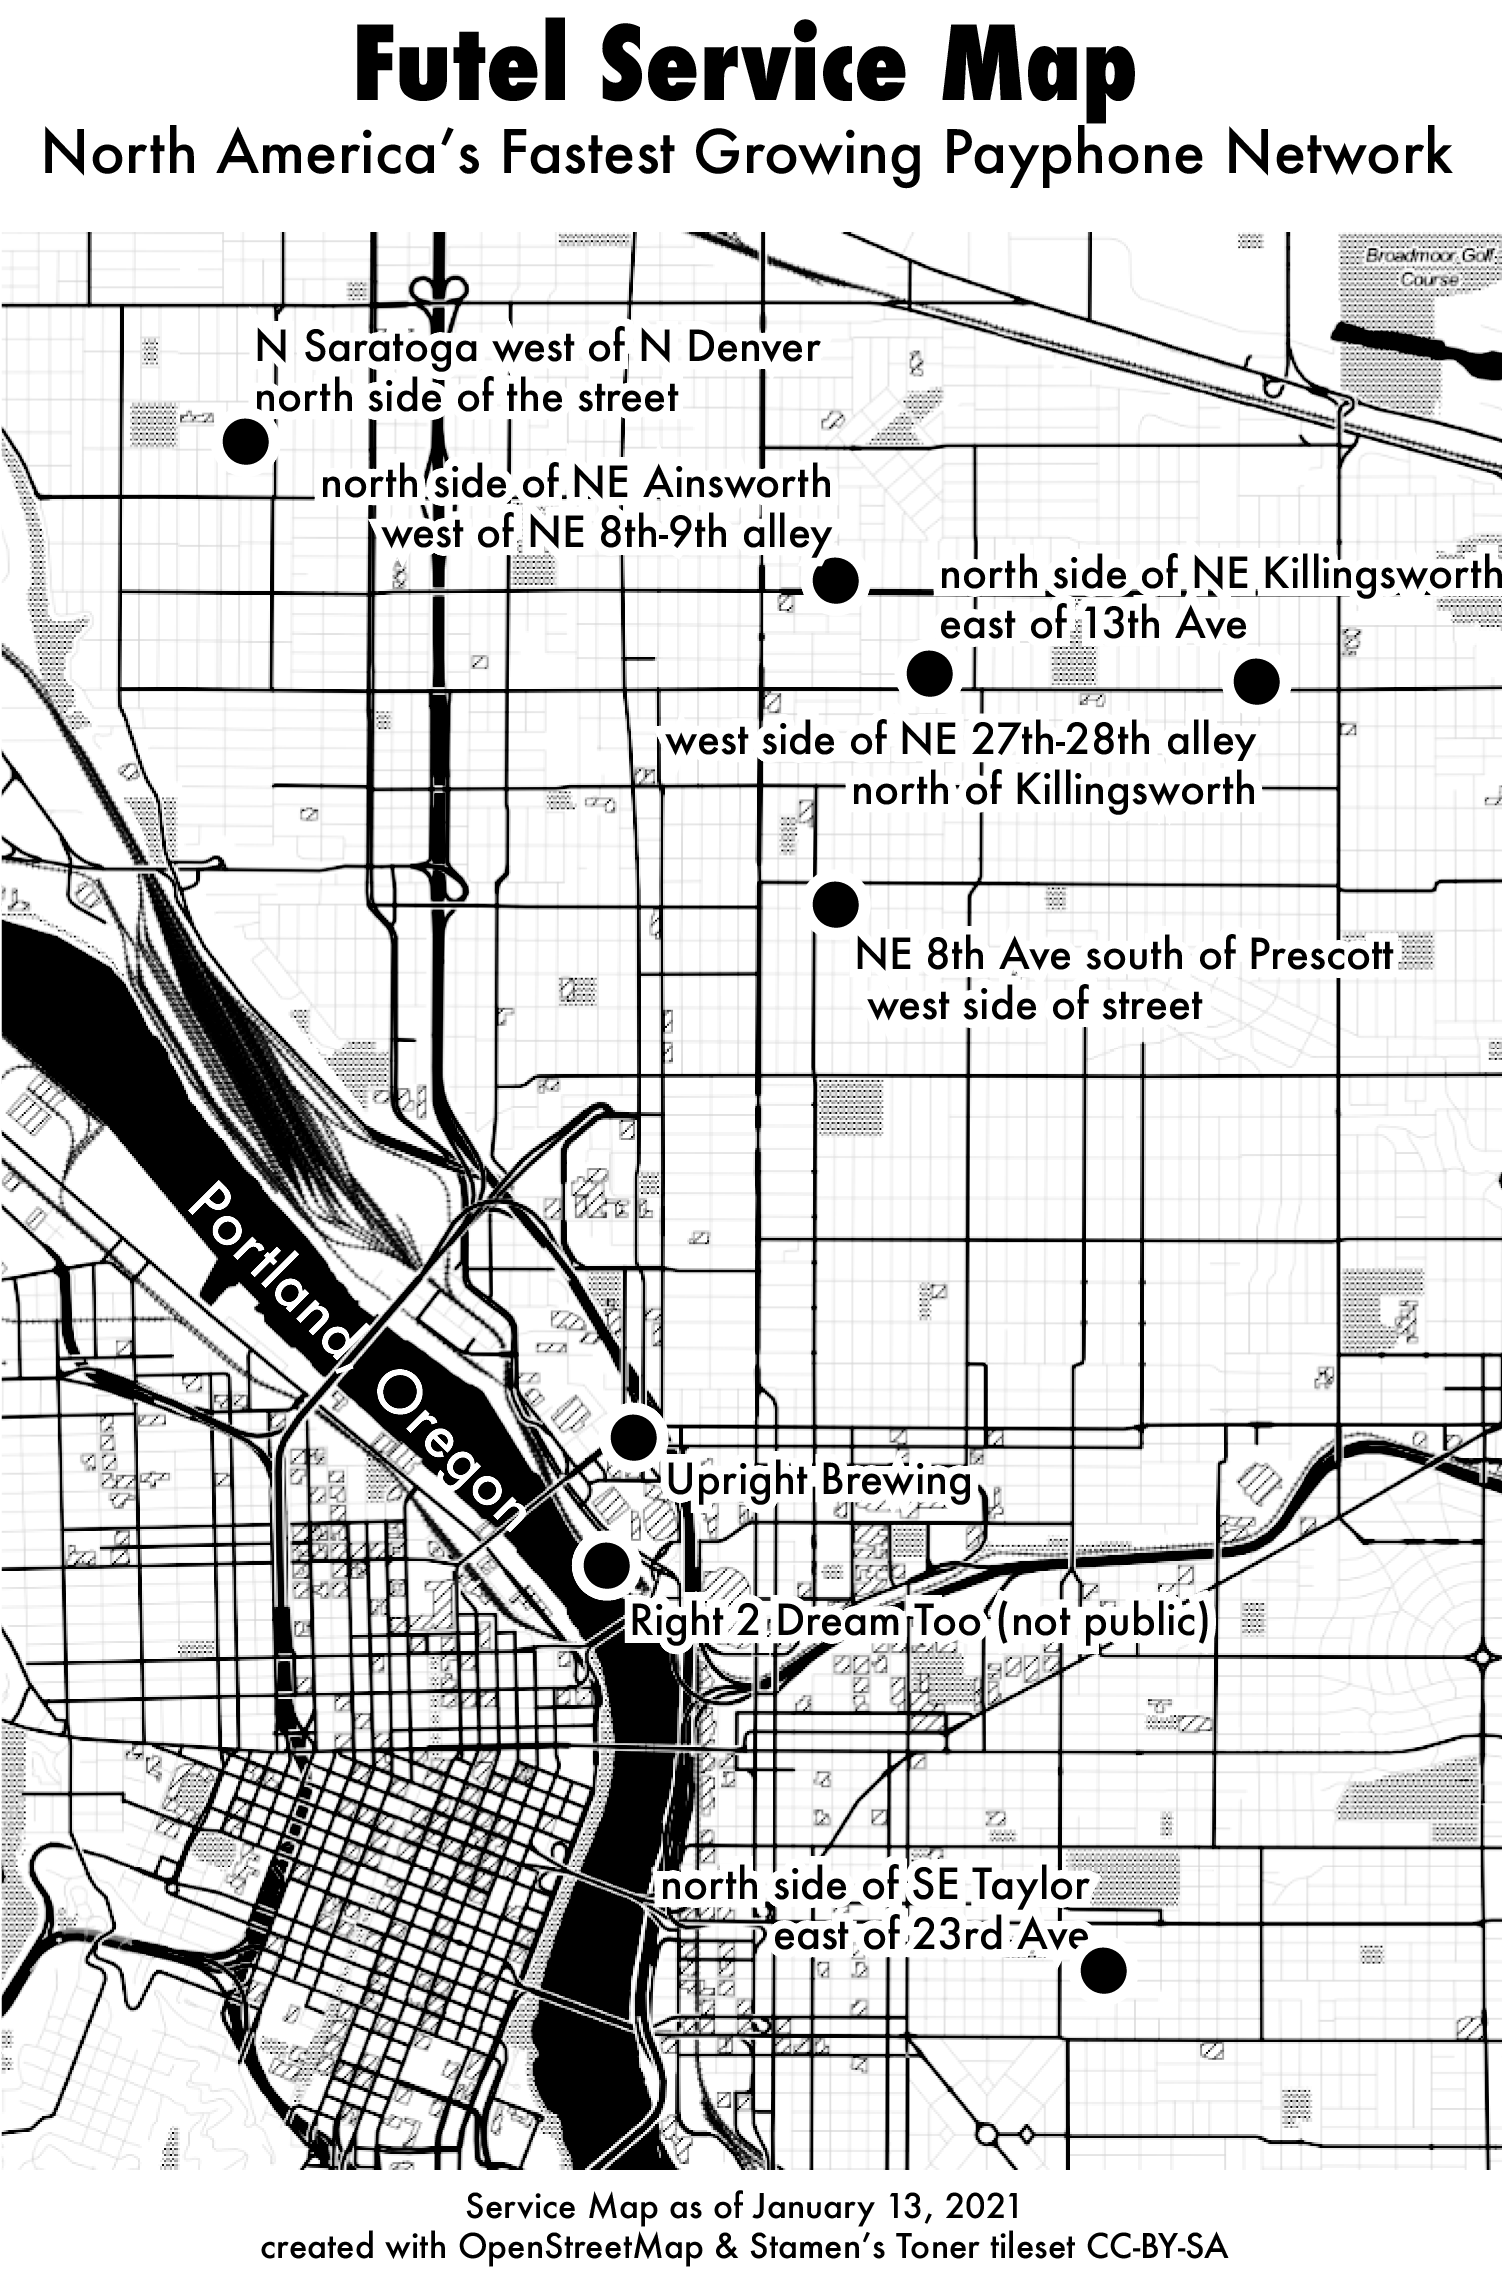 Futel Service Map
North America's Fastest Growing Payphone Network
Broadmoor Golf
Course
N Saratoga west of N Denver
north side of the street
north side of NE Ainsworth
west of NE 8th-9th alley
north side of NE Killingsworth
east of 13th Ave
west side of NE 27th-28th alley
north of Killingsworth
NE 8th Ave south of Prescott
west side of street
Portland Oregon
Upright Brewing
Right 2 Dream Too (not public)
north side of SE Taylor
east of 23rd Ave
Service Map as of January 13, 2021
created with OpenStreetMap & Stamen's Toner tileset CC-BY-SA